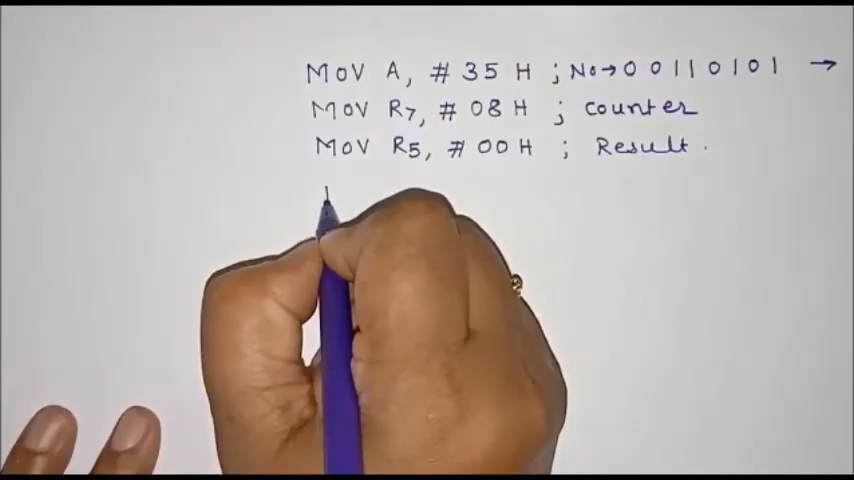 MOV A, # 35 H ; No → 0 0 1 1 0 1 0 1 →
MOV R7, # 08 H ; counter
MOV R5, # 00 H ; Result .